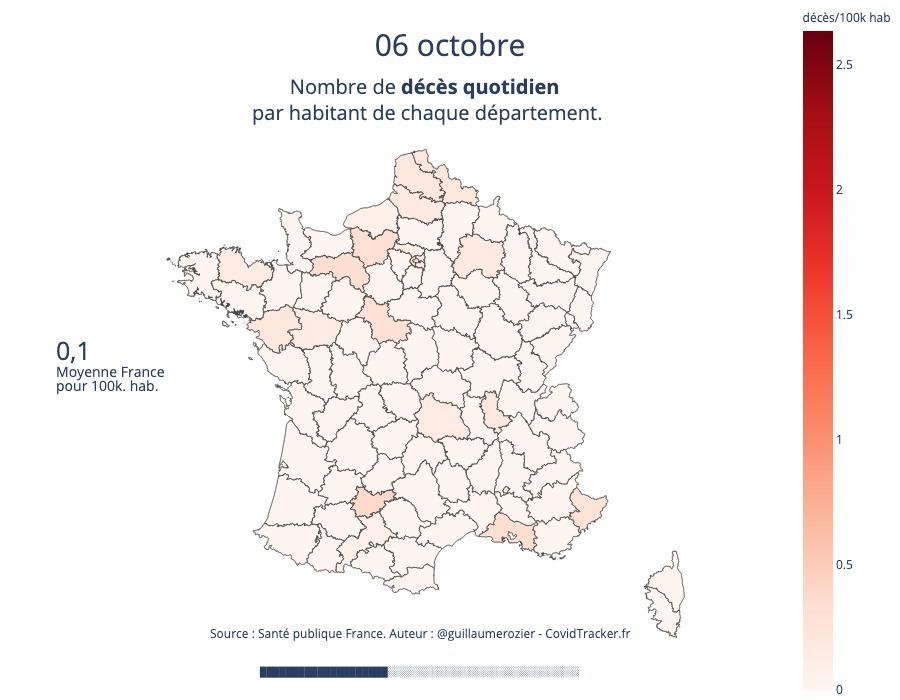 décès/100k hab
06 octobre
Nombre de décès quotidien
par habitant de chaque département.
2.5
2
1.5
1
0.5
0
0,1
Moyenne France
pour 100k. hab.
Source : Santé publique France. Auteur : @guillaumerozier - CovidTracker.fr